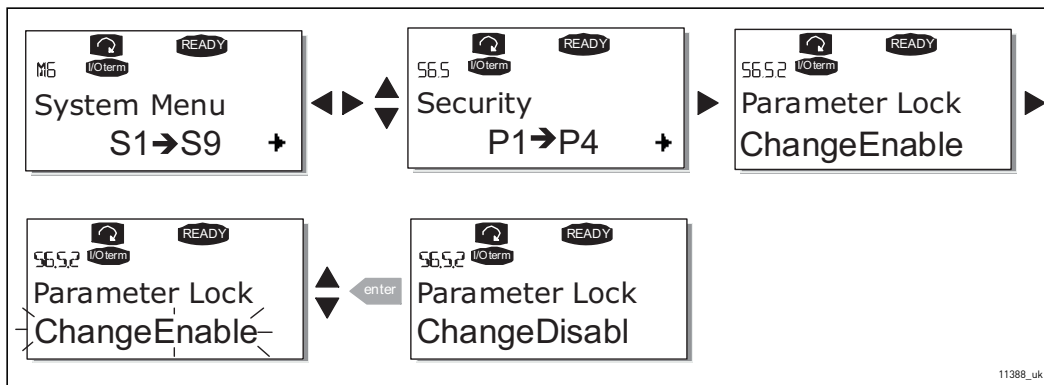 READY
M6 I/Oterm
System Menu
S1➔S9
READY
S6.5 I/Oterm
Security
P1➔P4
READY
S6.5.2 I/Oterm
Parameter Lock
ChangeEnable
READY
S6.5.2 I/Oterm
Parameter Lock
ChangeEnable
enter
READY
S6.5.2 I/Oterm
Parameter Lock
ChangeDisabl
11388_uk